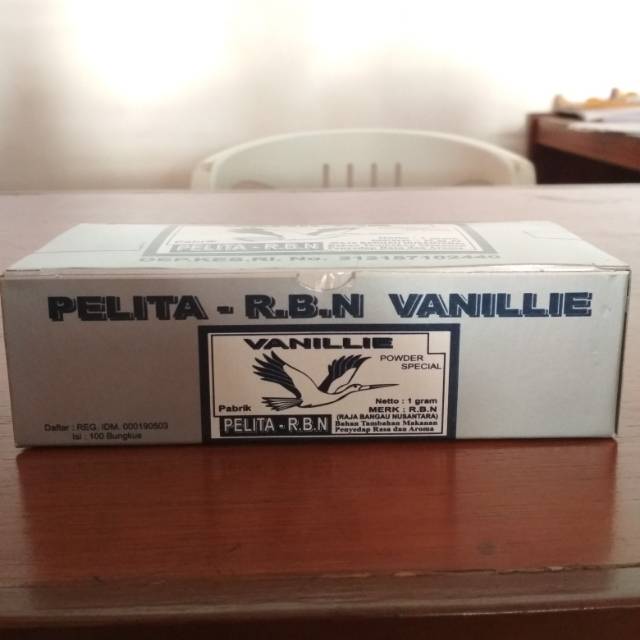 PELITA - R.B.N
DEP.KES.RI. No. 312157102440
PELITA - R.B.N VANILLIE
VANILLIE
POWDER
SPECIAL
Netto : 1 gram
Pabrik
MERK : R.B.N
PELITA - R.B.N
(RAJA BANGAU NUSANTARA)
Bahan Tambahan Makanan
Penyedap Rasa dan Aroma
Daftar : REG. IDM. 000190503
Isi : 100 Bungkus